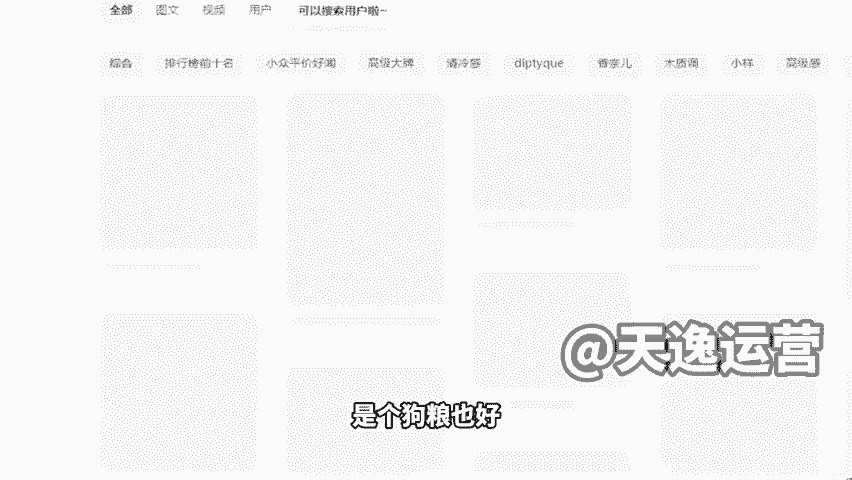 全部 图文 视频 用户 可以搜索用户啦~
综合 排行榜前十名 小众平价好闻 高级大牌 清冷感 diptyque 眷恋儿 木质调 小样 高级感
@天逸运营
是个狗粮也好